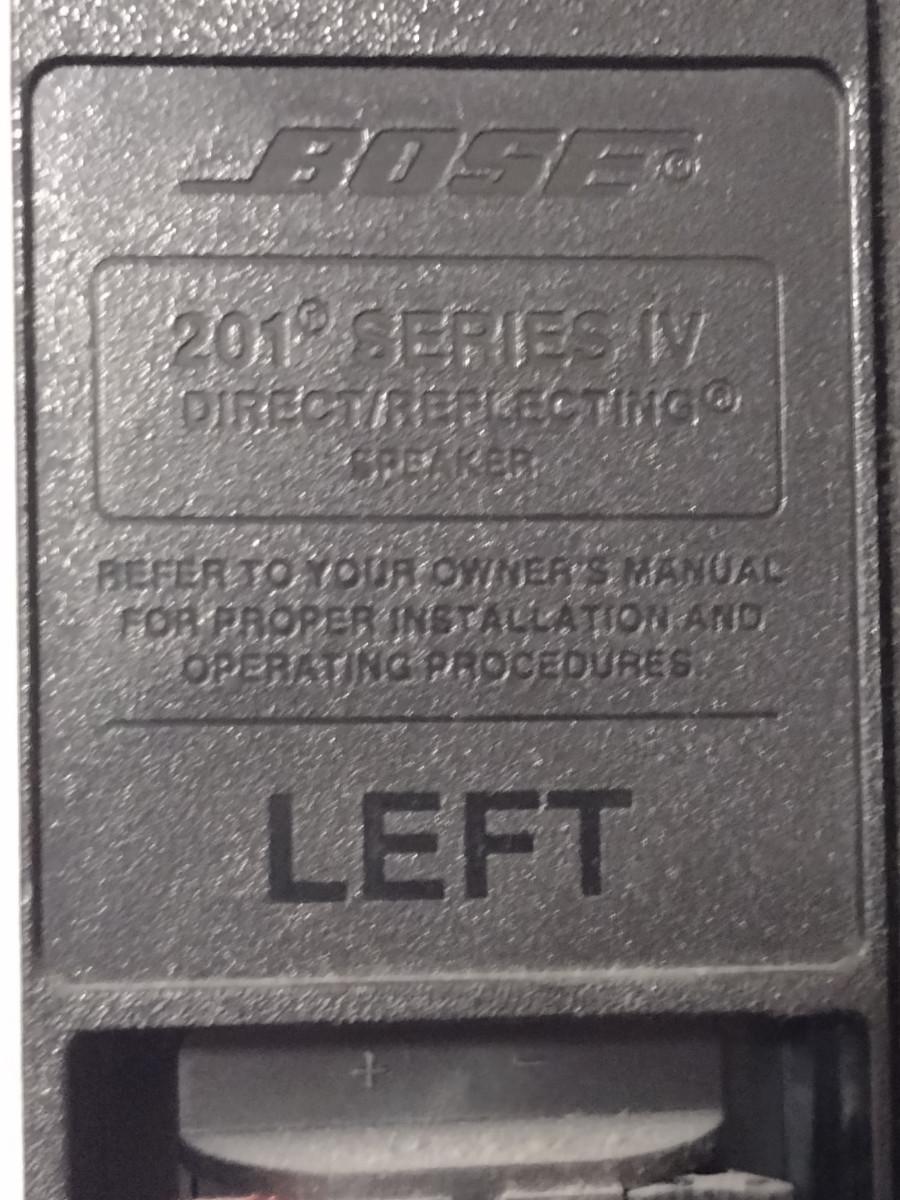 BOSE®
201® SERIES IV
DIRECT/REFLECTING®
SPEAKER
REFER TO YOUR OWNER'S MANUAL
FOR PROPER INSTALLATION AND
OPERATING PROCEDURES.
LEFT
+ −